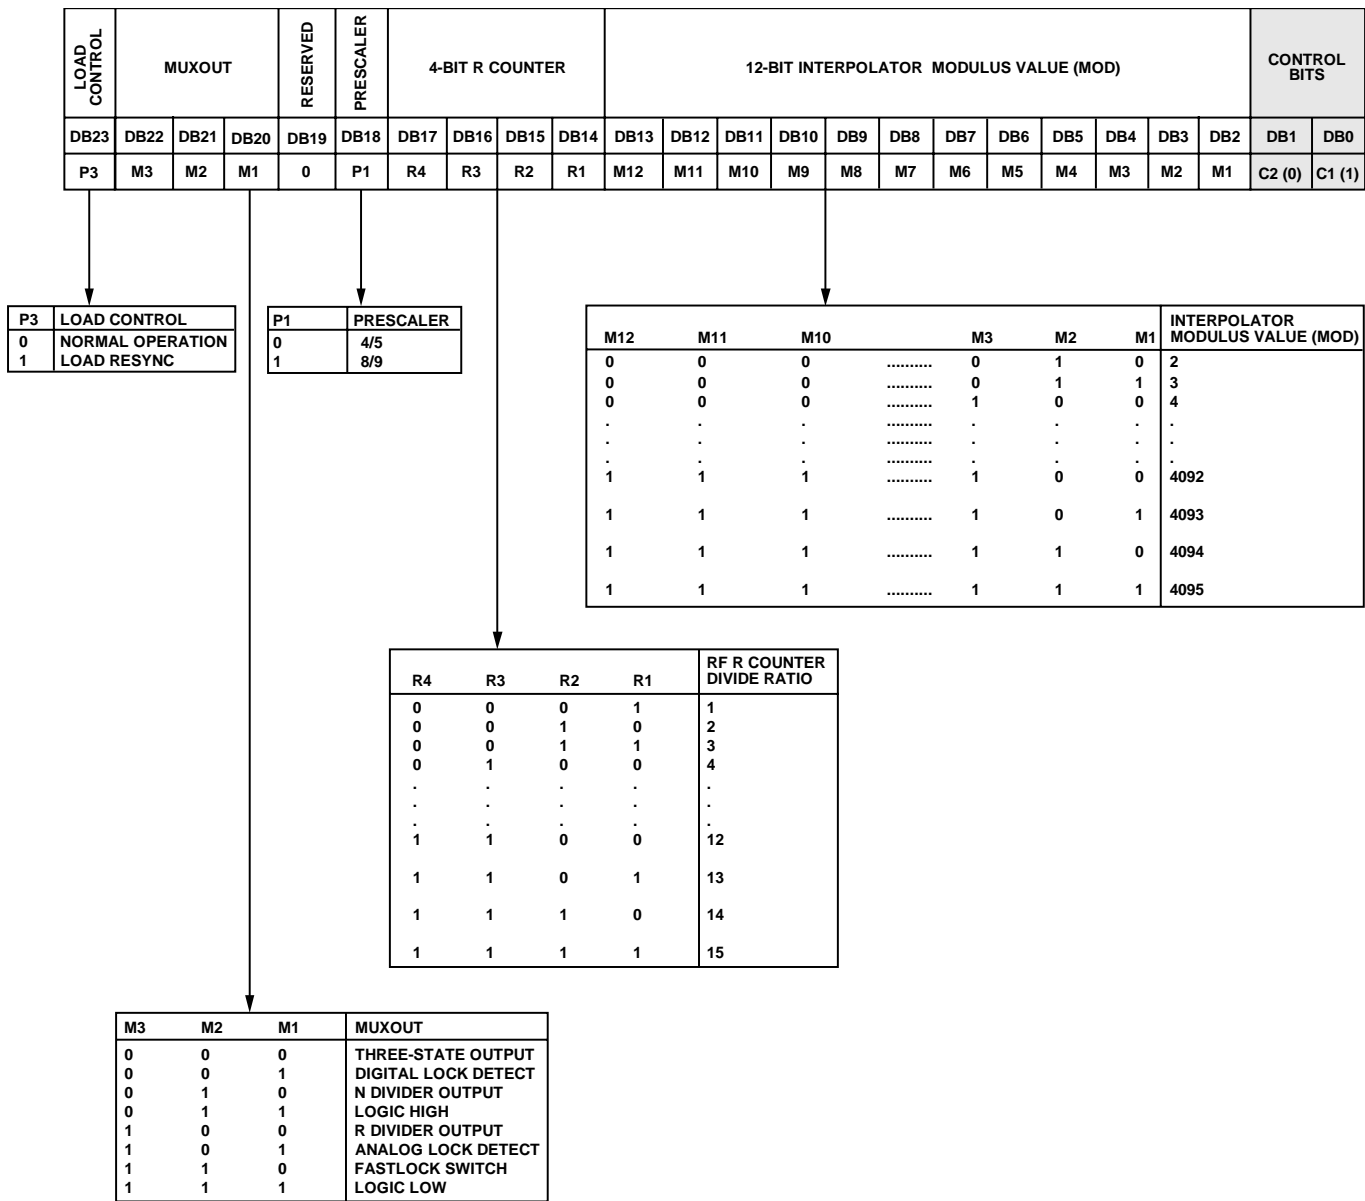 LOAD CONTROL
MUXOUT
RESERVED
PRESCALER
4-BIT R COUNTER
12-BIT INTERPOLATOR MODULUS VALUE (MOD)
CONTROL BITS
DB23 DB22 DB21 DB20 DB19 DB18 DB17 DB16 DB15 DB14 DB13 DB12 DB11 DB10 DB9 DB8 DB7 DB6 DB5 DB4 DB3 DB2 DB1 DB0
P3 M3 M2 M1 0 P1 R4 R3 R2 R1 M12 M11 M10 M9 M8 M7 M6 M5 M4 M3 M2 M1 C2 (0) C1 (1)
P3 LOAD CONTROL
0 NORMAL OPERATION
1 LOAD RESYNC
P1 PRESCALER
0 4/5
1 8/9
M12 M11 M10 M3 M2 M1 INTERPOLATOR MODULUS VALUE (MOD)
0 0 0 .......... 0 1 0 2
0 0 0 .......... 0 1 1 3
0 0 0 .......... 1 0 0 4
. . . .......... . . . .
. . . .......... . . . .
. . . .......... . . . .
1 1 1 .......... 1 0 0 4092
1 1 1 .......... 1 0 1 4093
1 1 1 .......... 1 1 0 4094
1 1 1 .......... 1 1 1 4095
R4 R3 R2 R1 RF R COUNTER DIVIDE RATIO
0 0 0 1 1
0 0 1 0 2
0 0 1 1 3
0 1 0 0 4
. . . . .
. . . . .
. . . . .
1 1 0 0 12
1 1 0 1 13
1 1 1 0 14
1 1 1 1 15
M3 M2 M1 MUXOUT
0 0 0 THREE-STATE OUTPUT
0 0 1 DIGITAL LOCK DETECT
0 1 0 N DIVIDER OUTPUT
0 1 1 LOGIC HIGH
1 0 0 R DIVIDER OUTPUT
1 0 1 ANALOG LOCK DETECT
1 1 0 FASTLOCK SWITCH
1 1 1 LOGIC LOW